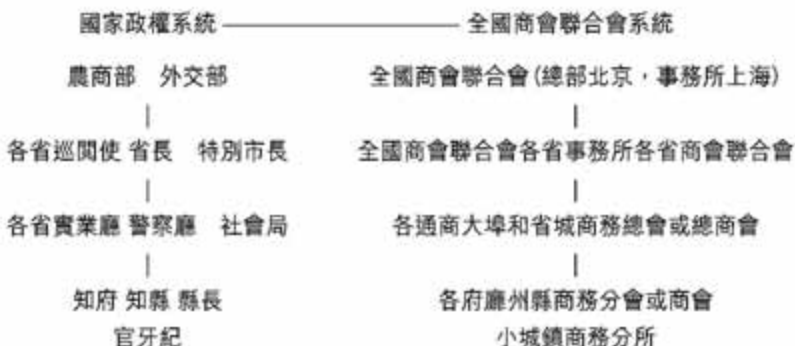 國家政權系統 全國商會聯合會系統
農商部 外交部 全國商會聯合會(總部北京，事務所上海)
各省巡閱使 省長 特別市長 全國商會聯合會各省事務所各省商會聯合會
各省實業廳 警察廳 社會局 各通商大埠和省城商務總會或總商會
知府 知縣 縣長 各府廳州縣商務分會或商會
官牙紀 小城鎮商務分所